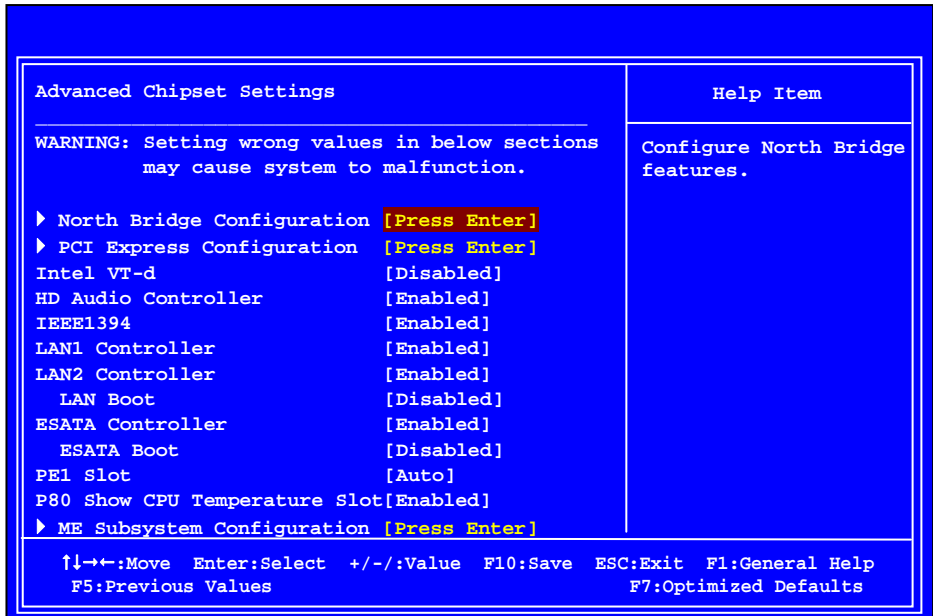 Advanced Chipset Settings
Help Item
WARNING: Setting wrong values in below sections
may cause system to malfunction.
Configure North Bridge
features.
North Bridge Configuration [Press Enter]
PCI Express Configuration [Press Enter]
Intel VT-d [Disabled]
HD Audio Controller [Enabled]
IEEE1394 [Enabled]
LAN1 Controller [Enabled]
LAN2 Controller [Enabled]
LAN Boot [Disabled]
ESATA Controller [Enabled]
ESATA Boot [Disabled]
PE1 Slot [Auto]
P80 Show CPU Temperature Slot[Enabled]
ME Subsystem Configuration [Press Enter]
↑↓→←:Move Enter:Select +/-/:Value F10:Save ESC:Exit F1:General Help
F5:Previous Values F7:Optimized Defaults